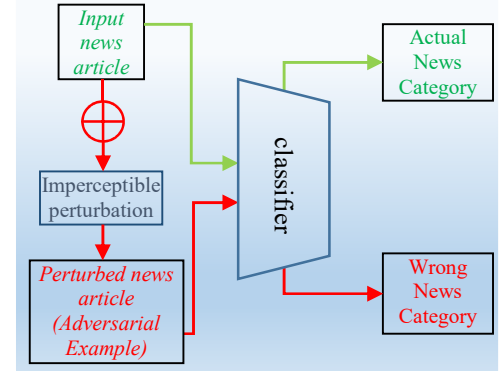 Input
news
article
Imperceptible
perturbation
Perturbed news
article
(Adversarial
Example)
classifier
Actual
News
Category
Wrong
News
Category